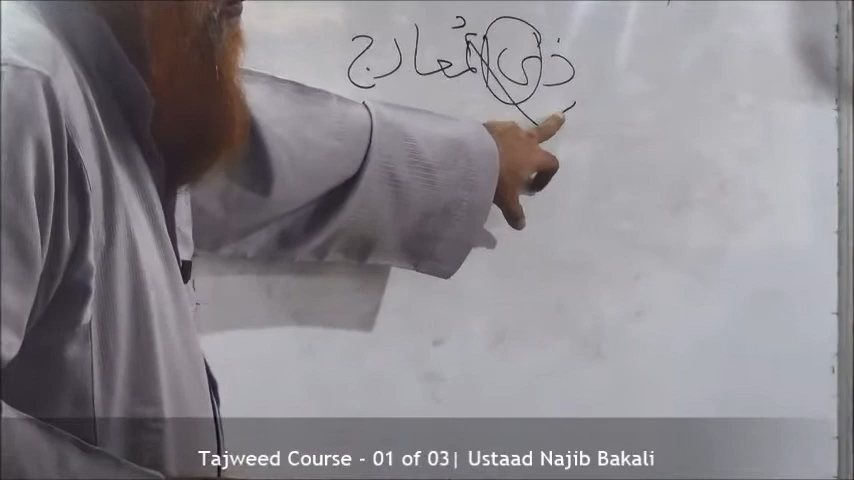 ذى المعارج
Tajweed Course - 01 of 03| Ustaad Najib Bakali